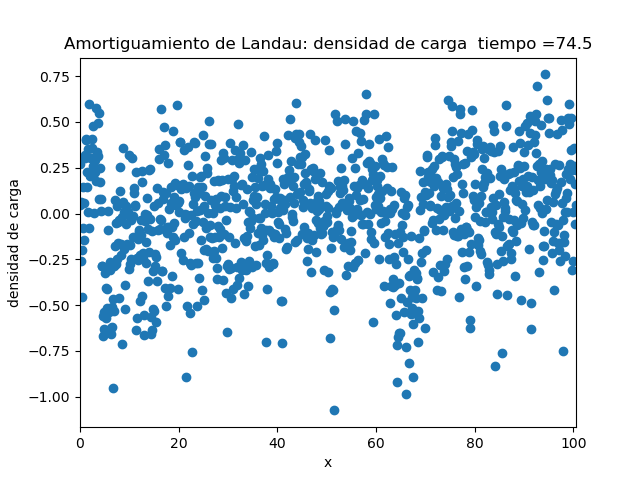 Amortiguamiento de Landau: densidad de carga  tiempo =74.5
densidad de carga
0.75
0.50
0.25
0.00
−0.25
−0.50
−0.75
−1.00
0 20 40 60 80 100
x